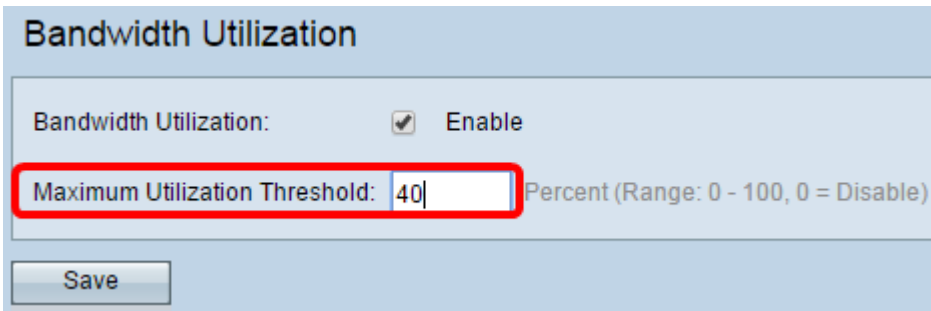 Bandwidth Utilization
Bandwidth Utilization: Enable
Maximum Utilization Threshold: 40 Percent (Range: 0 - 100, 0 = Disable)
Save